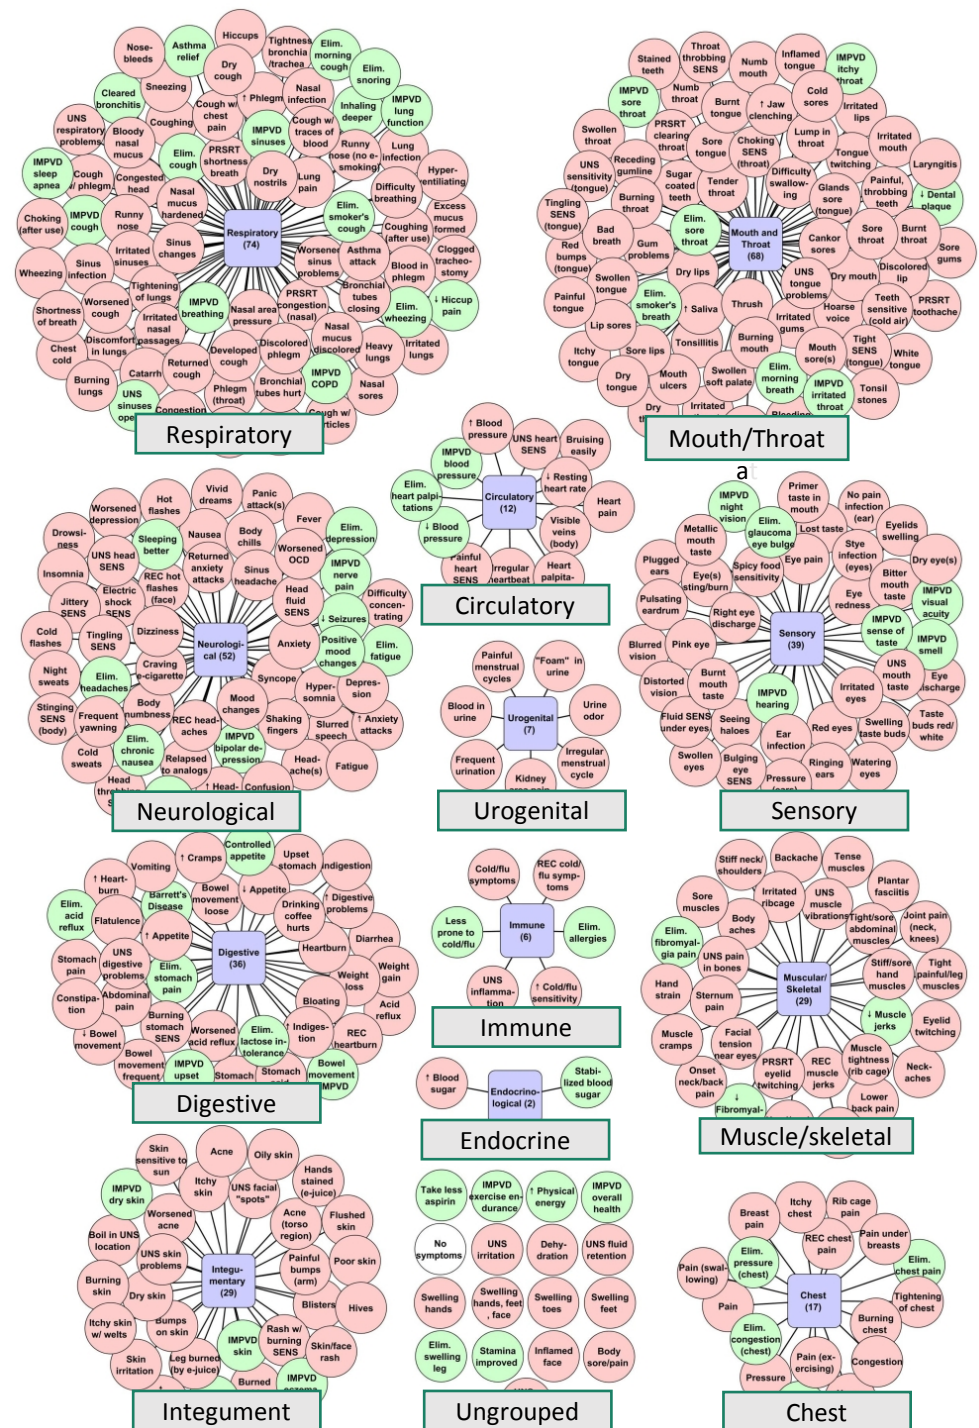 Hiccups
Nose-
bleeds
Asthma
relief
Tightness
bronchia
/trachea
Elim.
morning
cough
Dry
cough
Elim.
snoring
Cleared
bronchitis
Sneezing
↑ Phlegm
Nasal
infection
Inhaling
deeper
IMPVD
lung
function
UNS
respiratory
problems
Bloody
nasal
mucus
Coughing
Cough w/
chest
pain
IMPVD
sinuses
Cough w/
traces of
blood
Runny
nose (no e-
smoking)
Lung
infection
IMPVD
sleep
apnea
Cough
w/ phlegm
Congested
head
Elim.
cough
PRSRT
shortness
breath
Dry
nostrils
Lung
pain
Difficulty
breathing
Hyper-
ventiliating
Choking
(after use)
IMPVD
cough
Runny
nose
Nasal
mucus
hardened
Respiratory
(74)
Elim.
smoker's
cough
Coughing
(after use)
Excess
mucus
formed
Wheezing
Sinus
infection
Irritated
sinuses
Sinus
changes
Worsened
sinus
problems
Asthma
attack
Blood in
phlegm
Clogged
tracheo-
stomy
Shortness
of breath
Worsened
cough
Tightening
of lungs
IMPVD
breathing
Nasal area
pressure
PRSRT
congestion
(nasal)
Bronchial
tubes
closing
Elim.
wheezing
↓ Hiccup
pain
Chest
cold
Discomfort
in lungs
Irritated
nasal
passages
Developed
cough
Discolored
phlegm
Nasal
mucus
discolored
Heavy
lungs
Irritated
lungs
Burning
lungs
Catarrh
Returned
cough
Phlegm
(throat)
Bronchial
tubes hurt
IMPVD
COPD
Nasal
sores
UNS
sinuses
Congestion
Cough w/
Respiratory
Stained
teeth
Throat
throbbing
SENS
Numb
mouth
Inflamed
tongue
IMPVD
itchy
throat
IMPVD
sore
throat
Numb
throat
Burnt
tongue
↑ Jaw
clenching
Cold
sores
Irritated
lips
Swollen
throat
PRSRT
clearing
throat
Sore
tongue
Choking
SENS
(throat)
Lump in
throat
Tongue
twitching
Irritated
mouth
Laryngitis
UNS
sensitivity
(tongue)
Receding
gumline
Sugar
coated
teeth
Tender
throat
Difficulty
swallow-
ing
Glands
sore
(tongue)
Painful,
throbbing
teeth
↓ Dental
plaque
Tingling
SENS
(tongue)
Burning
throat
Bad
breath
Elim.
sore
throat
Mouth and
Throat
(68)
Cankor
sores
Sore
throat
Burnt
throat
Sore
gums
Red
bumps
(tongue)
Gum
problems
Dry lips
UNS
tongue
problems
Dry mouth
Discolored
lip
Painful
tongue
Swollen
tongue
Elim.
smoker's
breath
↑ Saliva
Thrush
Irritated
gums
Hoarse
voice
Teeth
sensitive
(cold air)
PRSRT
toothache
Itchy
tongue
Lip sores
Sore lips
Tonsillitis
Burning
mouth
Mouth
sore(s)
Tight
SENS
(tongue)
White
tongue
Dry
tongue
Mouth
ulcers
Swollen
soft palate
Elim.
morning
breath
IMPVD
irritated
throat
Tonsil
stones
Dry
Irritated
Bleeding
Mouth/Throat
at
↑ Blood
pressure
UNS heart
SENS
Bruising
easily
IMPVD
blood
pressure
↓ Resting
heart rate
Elim.
heart palpi-
tations
Circulatory
(12)
Heart
pain
↓ Blood
pressure
Visible
veins
(body)
Painful
heart
SENS
Irregular
heartbeat
Heart
palpita-
Circulatory
Worsened
depression
Hot
flashes
Vivid
dreams
Panic
attack(s)
Fever
Drowsi-
ness
Sleeping
better
Nausea
Body
chills
Worsened
OCD
Elim.
depression
Insomnia
UNS head
SENS
REC hot
flashes
(face)
Returned
anxiety
attacks
Sinus
headache
IMPVD
nerve
pain
Jittery
SENS
Electric
shock
SENS
Head
fluid
SENS
↓ Seizures
Difficulty
concen-
trating
Cold
flashes
Tingling
SENS
Dizziness
Neurologi-
cal (52)
Anxiety
Positive
mood
changes
Elim.
fatigue
Night
sweats
Elim.
headaches
Craving
e-cigarette
Syncope
Hyper-
somnia
Depres-
sion
Stinging
SENS
(body)
Frequent
yawning
Body
numbness
REC head-
aches
Mood
changes
Shaking
fingers
Slurred
speech
↑ Anxiety
attacks
Cold
sweats
Elim.
chronic
nausea
Relapsed
to analogs
IMPVD
bipolar de-
pression
Head-
ache(s)
Fatigue
Head
↑ Head-
Confusion
Neurological
Painful
menstrual
cycles
"Foam" in
urine
Blood in
urine
Urogenital
(7)
Urine
odor
Frequent
urination
Kidney
Irregular
menstrual
cycle
Urogenital
IMPVD
night
vision
Primer
taste in
mouth
No pain
infection
(ear)
Metallic
mouth
taste
Elim.
glaucoma
eye bulge
Lost taste
Eyelids
swelling
Plugged
ears
Eye(s)
sting/burn
Spicy food
sensitivity
Eye pain
Stye
infection
(eyes)
Dry eye(s)
Pulsating
eardrum
Right eye
discharge
Eye
redness
Bitter
mouth
taste
IMPVD
visual
acuity
Blurred
vision
Pink eye
Sensory
(39)
IMPVD
sense of
taste
IMPVD
smell
Distorted
vision
Burnt
mouth
taste
IMPVD
hearing
Irritated
eyes
UNS
mouth
taste
Eye
discharge
Fluid SENS
under eyes
Seeing
haloes
Ear
infection
Red eyes
Swelling
taste buds
Taste
buds red/
white
Swollen
eyes
Bulging
eye
SENS
Pressure
(ears)
Ringing
ears
Watering
eyes
Sensory
Vomiting
↑ Cramps
Controlled
appetite
Upset
stomach
Indigestion
↑ Heart-
burn
Barrett's
Disease
Bowel
movement
loose
↓ Appetite
Drinking
coffee
hurts
↑ Digestive
problems
Elim.
acid
reflux
Flatulence
↑ Appetite
Digestive
(36)
Heartburn
Diarrhea
Stomach
pain
UNS
digestive
problems
Elim.
stomach
pain
Weight
loss
Weight
gain
Constipa-
tion
Abdominal
pain
Bloating
Acid
reflux
↓ Bowel
movement
Burning
stomach
SENS
Worsened
acid reflux
Elim.
lactose in-
tolerance
↑ Indiges-
tion
REC
heartburn
Bowel
movement
frequent
IMPVD
upset
Stomach
Stomach
Bowel
movement
IMPVD
Digestive
Cold/flu
symptoms
REC cold/
flu symp-
toms
Less
prone to
cold/flu
Immune
(6)
Elim.
allergies
UNS
inflamma-
tion
↑ Cold/flu
sensitivity
Immune
↑ Blood
sugar
Endocrino-
logical (2)
Stabi-
lized blood
sugar
Endocrine
Stiff neck/
shoulders
Backache
Tense
muscles
Plantar
fasciitis
Sore
muscles
Irritated
ribcage
UNS
muscle
vibrations
Tight/sore
abdominal
muscles
Joint pain
(neck,
knees)
Elim.
fibromyal-
gia pain
Body
aches
UNS pain
in bones
Muscular/
Skeletal
(29)
Stiff/sore
hand
muscles
Tight
painful/leg
muscles
Hand
strain
Sternum
pain
↓ Muscle
jerks
Eyelid
twitching
Muscle
cramps
Facial
tension
near eyes
PRSRT
eyelid
twitching
REC
muscle
jerks
Muscle
tightness
(rib cage)
Neck-
aches
Onset
neck/back
pain
↓
Fibromyal-
Lower
back pain
Muscle/skeletal
Skin
sensitive to
sun
Acne
Oily skin
IMPVD
dry skin
Itchy
skin
UNS facial
"spots"
Hands
stained
(e-juice)
Boil in UNS
location
Worsened
acne
Acne
(torso
region)
Flushed
skin
Burning
skin
UNS skin
problems
Integu-
mentary
(29)
Painful
bumps
(arm)
Poor skin
Itchy skin
w/ welts
Dry skin
Bumps
on skin
Blisters
Hives
Skin
irritation
Leg burned
(by e-juice)
IMPVD
skin
Rash w/
burning
SENS
Skin/face
rash
Burned
IMPVD
eczema
Integument
Take less
aspirin
IMPVD
exercise en-
durance
↑ Physical
energy
IMPVD
overall
health
No
symptoms
UNS
irritation
Dehy-
dration
UNS fluid
retention
Swelling
hands
Swelling
hands, feet
, face
Swelling
toes
Swelling
feet
Elim.
swelling
leg
Stamina
improved
Inflamed
face
Body
sore/pain
Ungrouped
Breast
pain
Itchy
chest
Rib cage
pain
REC chest
pain
Pain under
breasts
Pain (swal-
lowing)
Elim.
pressure
(chest)
Elim.
chest pain
Pain
Chest
(17)
Tightening
of chest
Elim.
congestion
(chest)
Burning
chest
Pressure
Pain (ex-
ercising)
Congestion
Chest